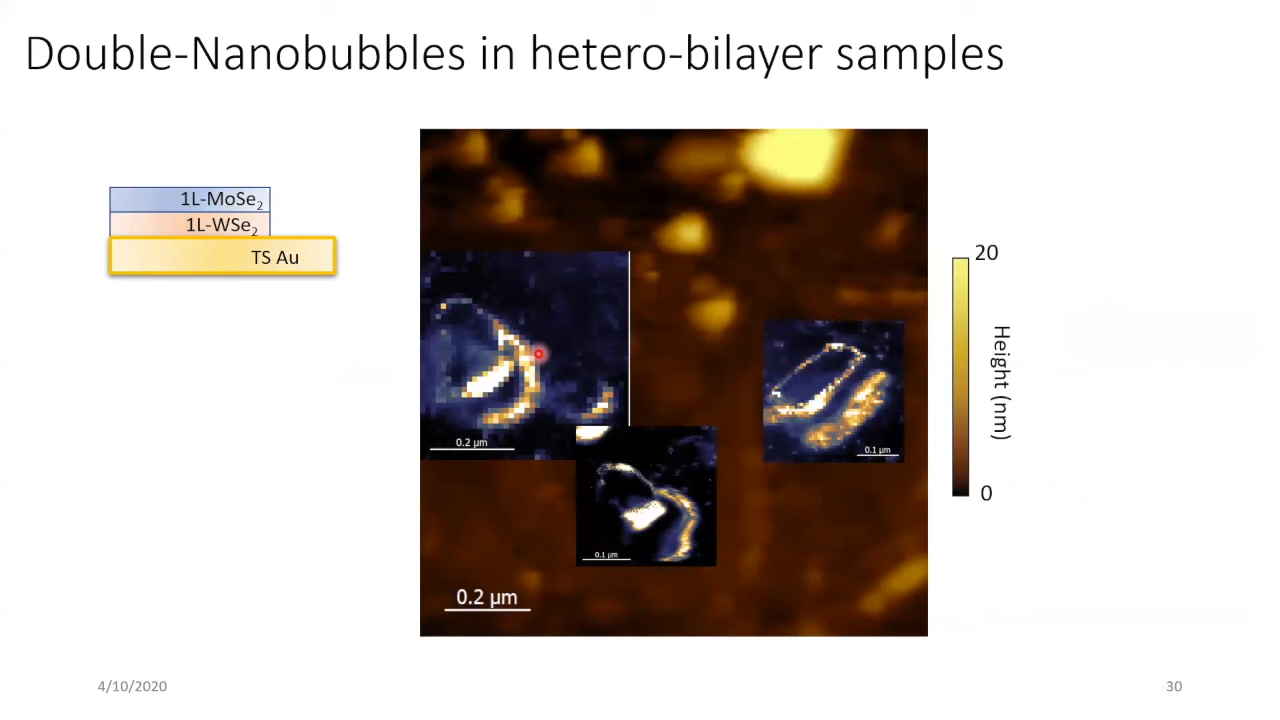 Double-Nanobubbles in hetero-bilayer samples
1L-MoSe₂
1L-WSe₂
TS Au
20
Height (nm)
0
0.2 µm
0.1 µm
0.1 µm
0.2 µm
4/10/2020
30